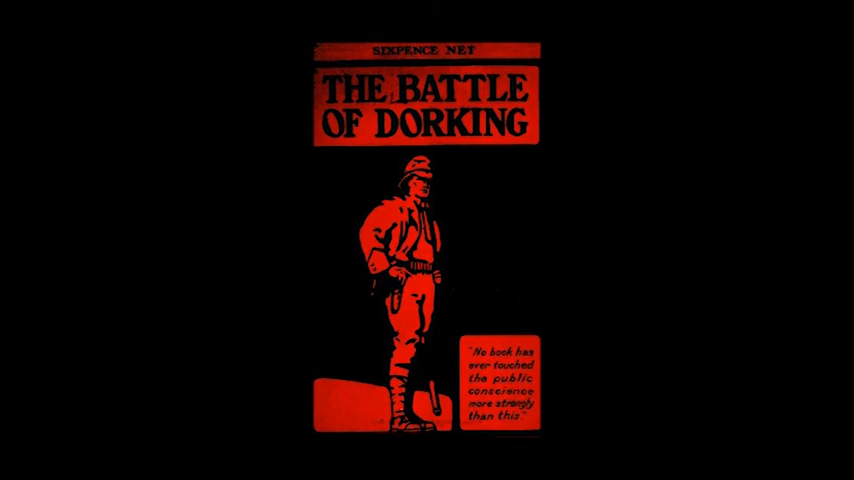 SIXPENCE NET
THE BATTLE
OF DORKING
"No book has
ever touched
the public
conscience
more strongly
than this."